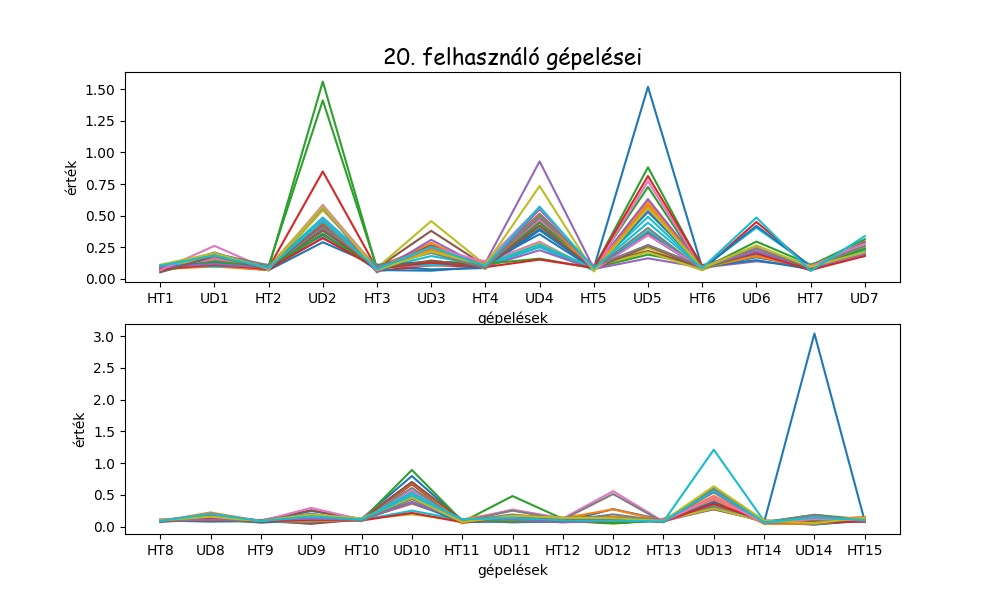 20. felhasználó gépelései
1.50
1.25
1.00
0.75
0.50
0.25
0.00
érték
HT1 UD1 HT2 UD2 HT3 UD3 HT4 UD4 HT5 UD5 HT6 UD6 HT7 UD7
gépelések
3.0
2.5
2.0
1.5
1.0
0.5
0.0
érték
HT8 UD8 HT9 UD9 HT10 UD10 HT11 UD11 HT12 UD12 HT13 UD13 HT14 UD14 HT15
gépelések